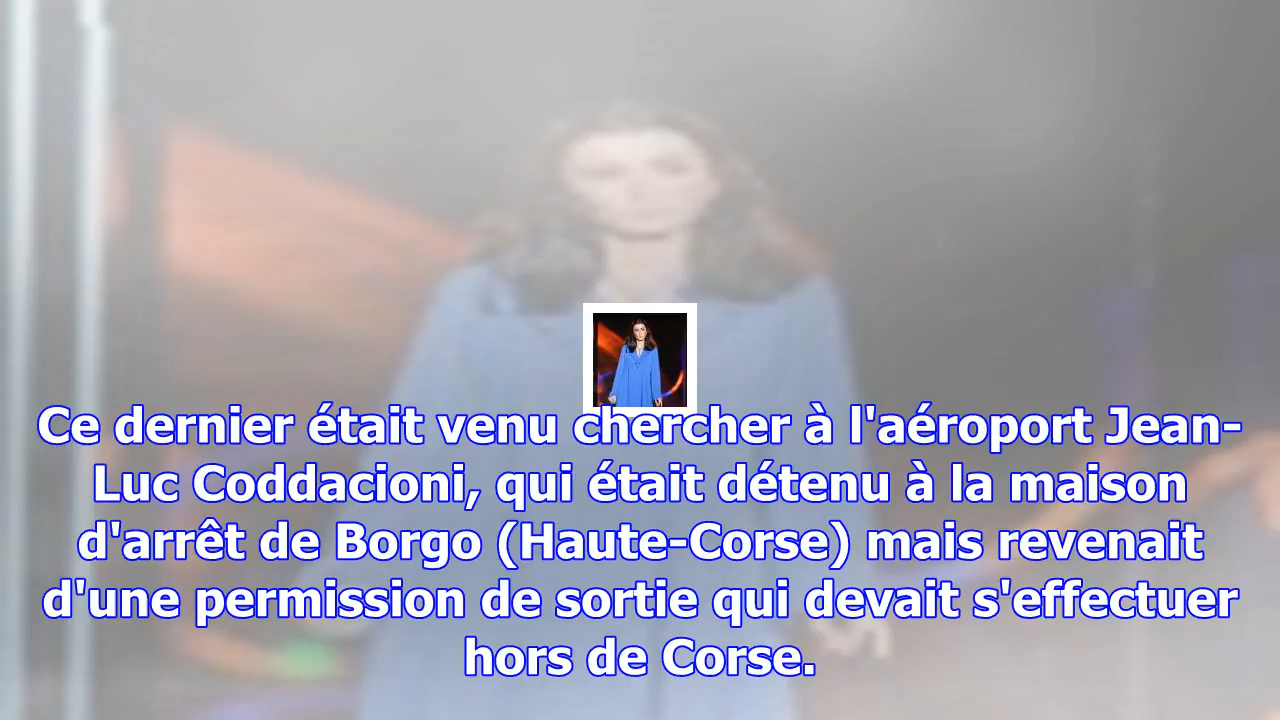 Ce dernier était venu chercher à l'aéroport Jean-
Luc Coddacioni, qui était détenu à la maison
d'arrêt de Borgo (Haute-Corse) mais revenait
d'une permission de sortie qui devait s'effectuer
hors de Corse.